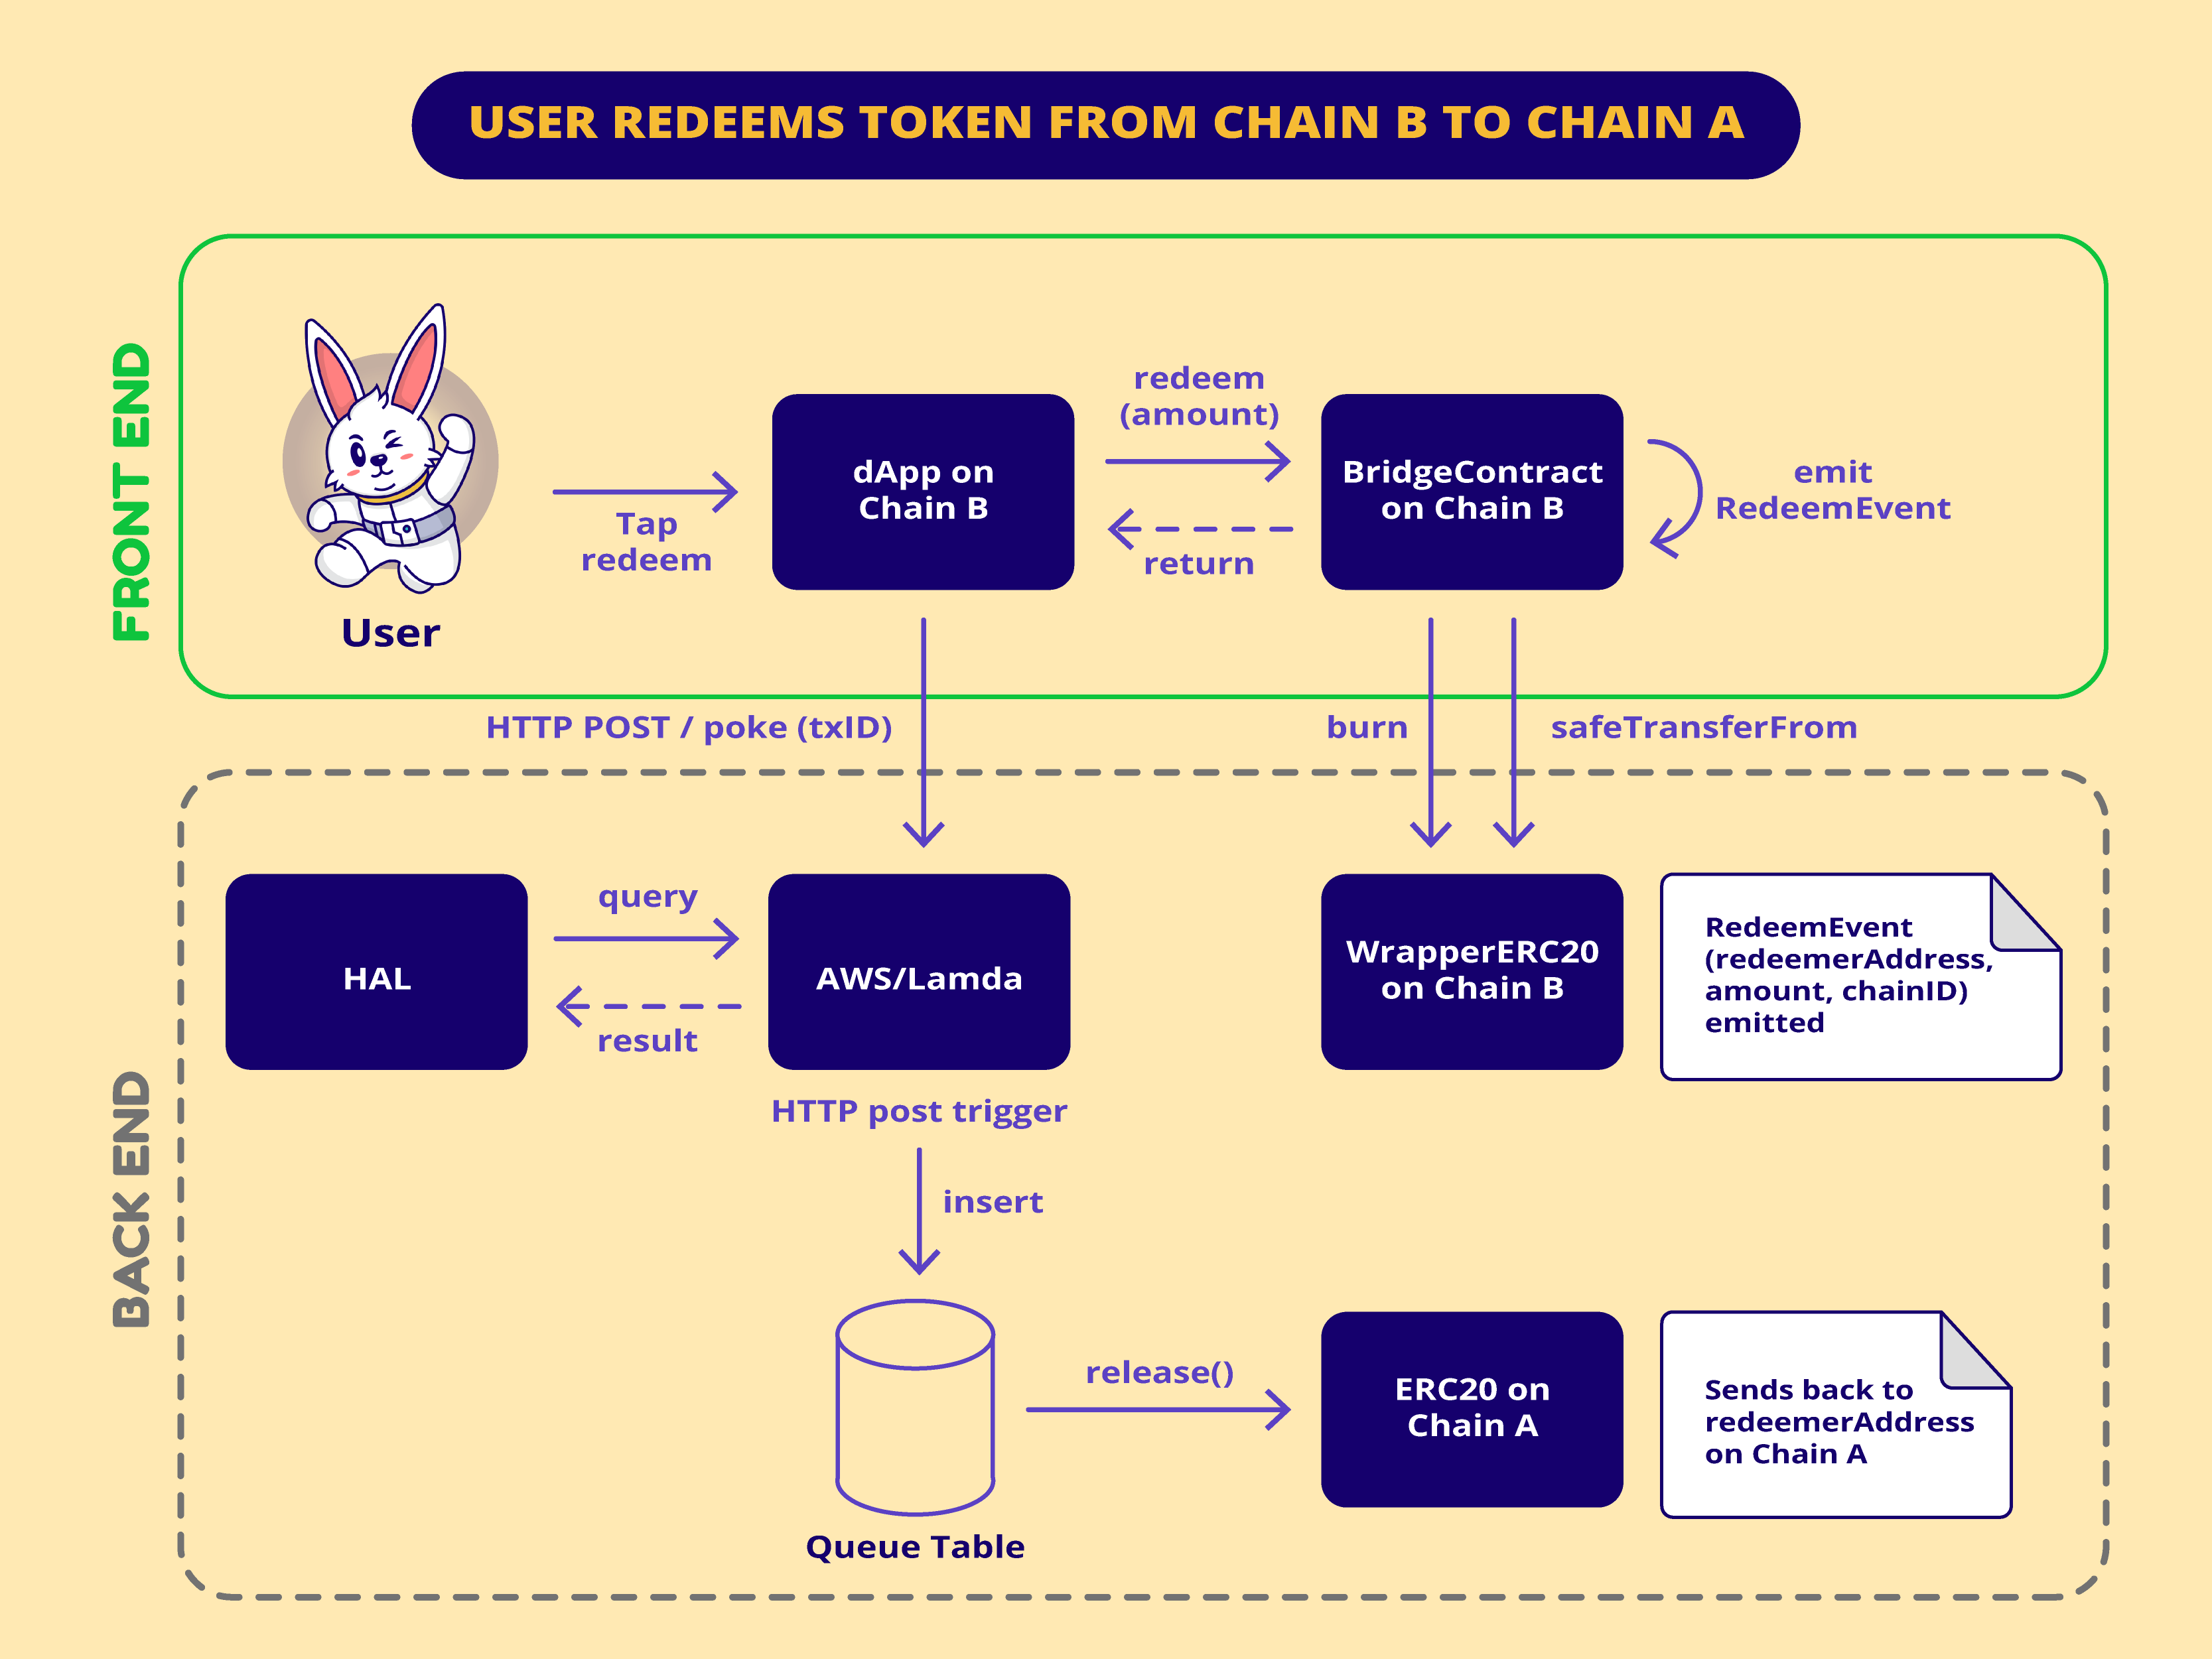 USER REDEEMS TOKEN FROM CHAIN B TO CHAIN A
FRONT END
User
Tap
redeem
dApp on
Chain B
redeem
(amount)
return
BridgeContract
on Chain B
emit
RedeemEvent
HTTP POST / poke (txID)
burn
safeTransferFrom
BACK END
HAL
query
result
AWS/Lamda
WrapperERC20
on Chain B
RedeemEvent
(redeemerAddress,
amount, chainID)
emitted
HTTP post trigger
insert
Queue Table
release()
ERC20 on
Chain A
Sends back to
redeemerAddress
on Chain A